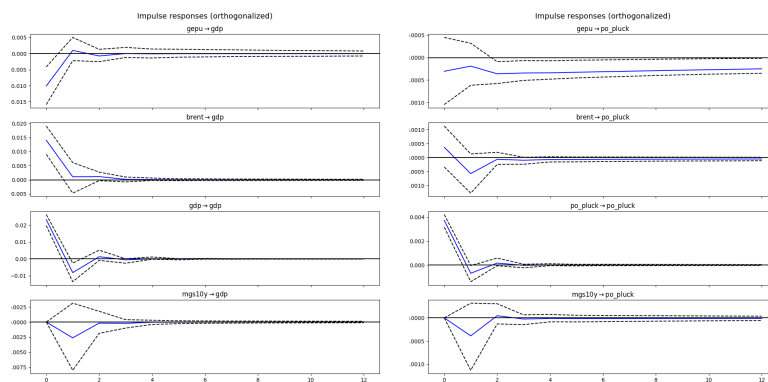 Impulse responses (orthogonalized)
gepu → gdp
0.005
0.000
0.005
0.010
0.015
brent → gdp
0.020
0.015
0.010
0.005
0.000
0.005
gdp → gdp
0.02
0.01
0.00
−0.01
mgs10y → gdp
.0025
.0000
.0025
.0050
.0075
0 2 4 6 8 10 12
Impulse responses (orthogonalized)
gepu → po_pluck
.0005
.0000
.0005
.0010
brent → po_pluck
.0010
.0005
.0000
.0005
.0010
po_pluck → po_pluck
0.004
0.002
0.000
mgs10y → po_pluck
.0000
.0005
.0010
0 2 4 6 8 10 12